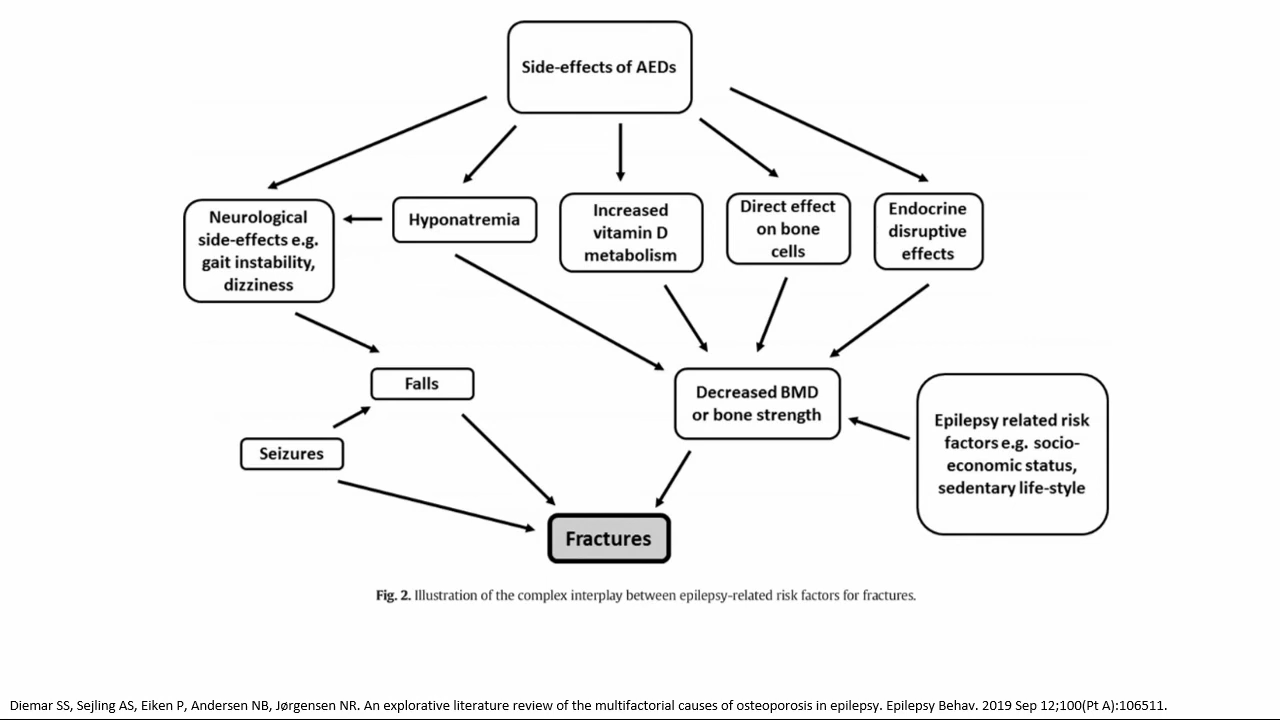 Side-effects of AEDs
Neurological
side-effects e.g.
gait instability,
dizziness
Hyponatremia
Increased
vitamin D
metabolism
Direct effect
on bone
cells
Endocrine
disruptive
effects
Falls
Decreased BMD
or bone strength
Epilepsy related risk
factors e.g. socio-
economic status,
sedentary life-style
Seizures
Fractures
Fig. 2. Illustration of the complex interplay between epilepsy-related risk factors for fractures.
Diemar SS, Sejling AS, Eiken P, Andersen NB, Jørgensen NR. An explorative literature review of the multifactorial causes of osteoporosis in epilepsy. Epilepsy Behav. 2019 Sep 12;100(Pt A):106511.